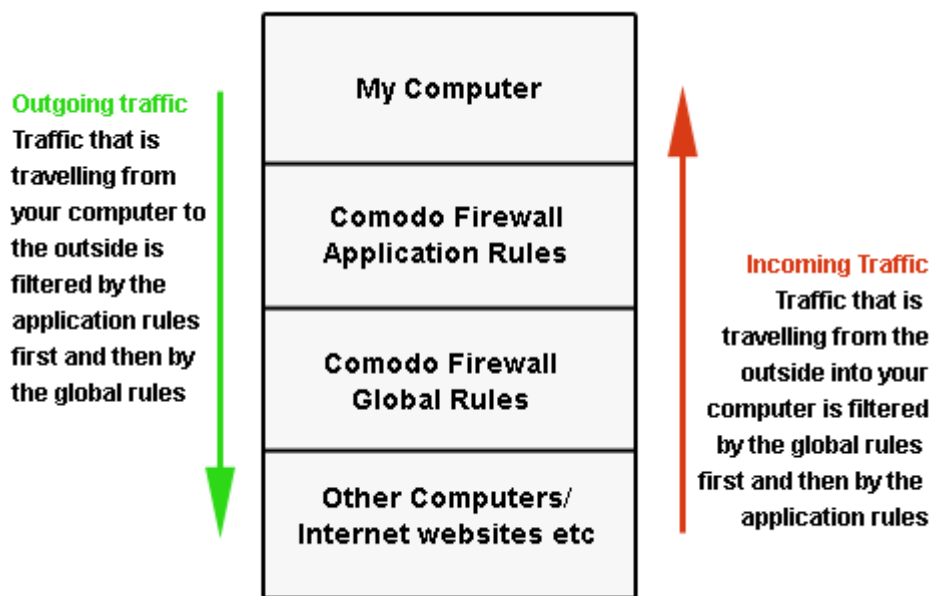 My Computer
Outgoing traffic
Traffic that is
travelling from
your computer to
the outside is
filtered by the
application rules
first and then by
the global rules
Comodo Firewall
Application Rules
Comodo Firewall
Global Rules
Other Computers/
Internet websites etc
Incoming Traffic
Traffic that is
travelling from the
outside into your
computer is filtered
by the global rules
first and then by the
application rules